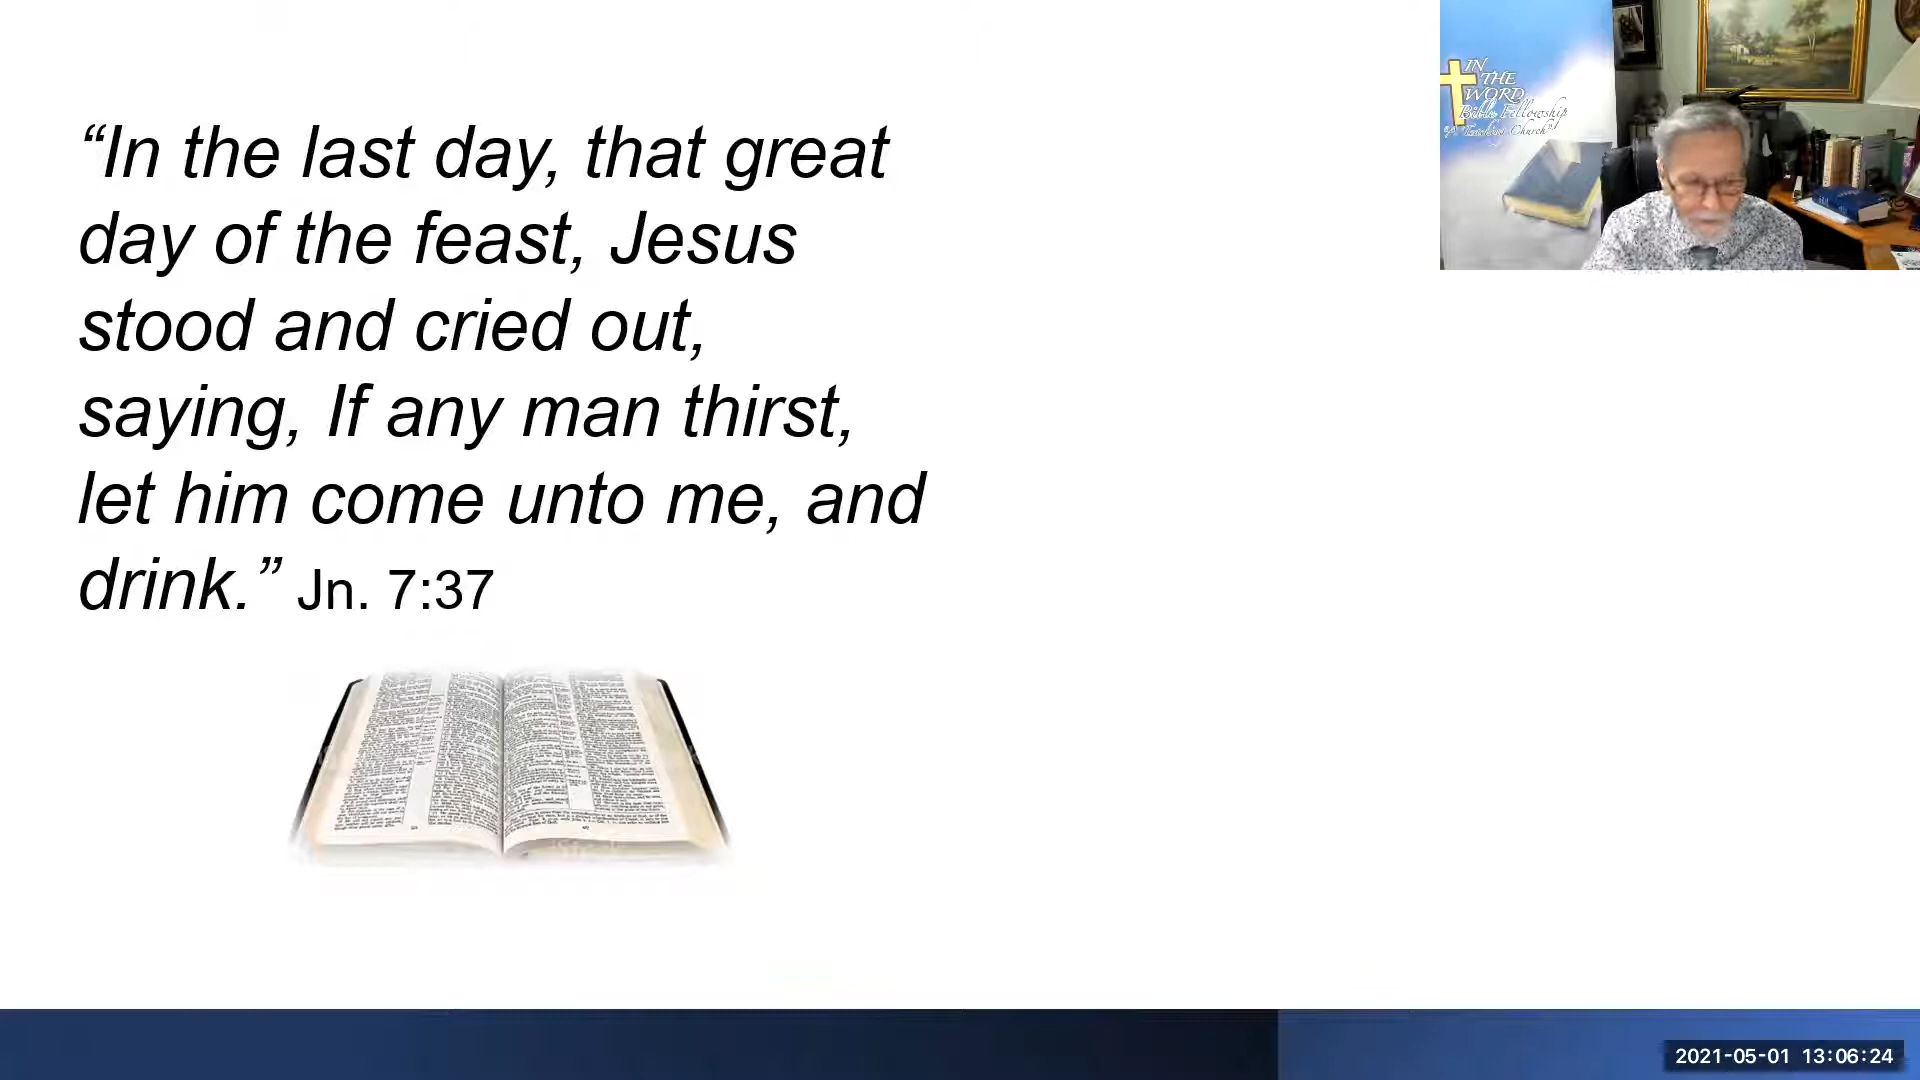 “In the last day, that great
day of the feast, Jesus
stood and cried out,
saying, If any man thirst,
let him come unto me, and
drink.” Jn. 7:37
IN
THE
WORD
Bible Fellowship
"A Teaching Church"
2021-05-01 13:06:24